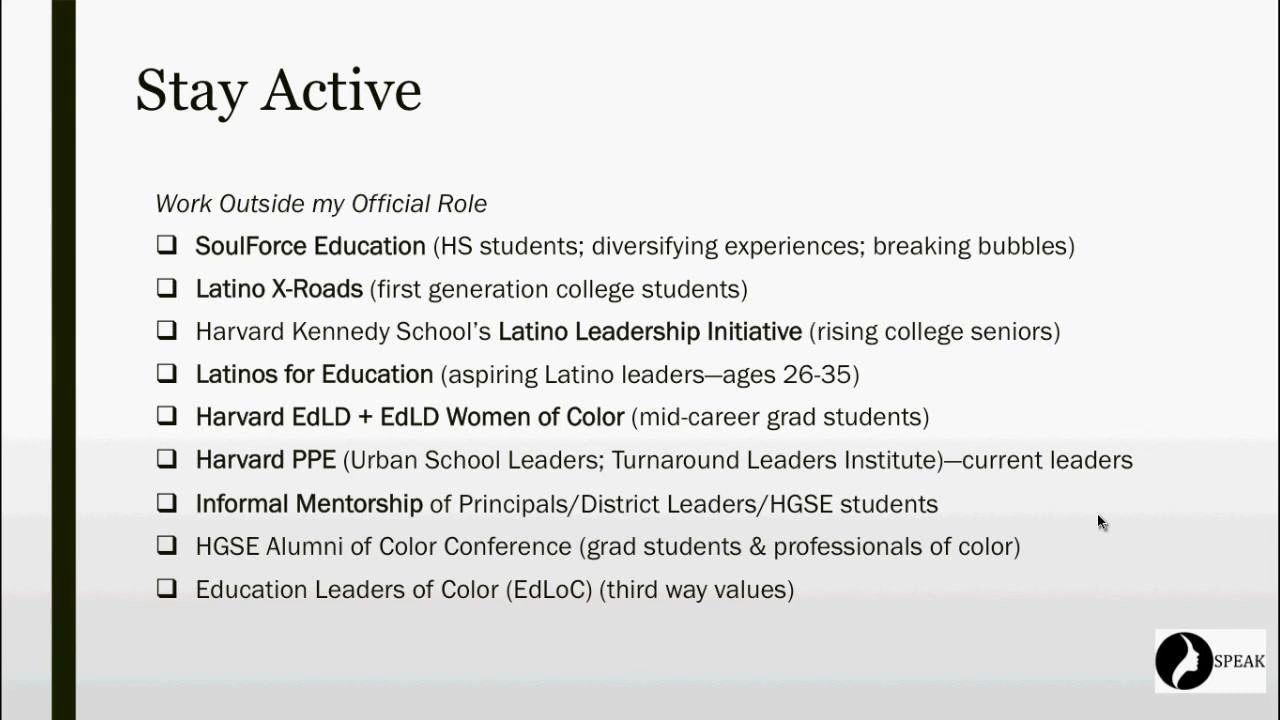 Stay Active
Work Outside my Official Role
❑ SoulForce Education (HS students; diversifying experiences; breaking bubbles)
❑ Latino X-Roads (first generation college students)
❑ Harvard Kennedy School’s Latino Leadership Initiative (rising college seniors)
❑ Latinos for Education (aspiring Latino leaders—ages 26-35)
❑ Harvard EdLD + EdLD Women of Color (mid-career grad students)
❑ Harvard PPE (Urban School Leaders; Turnaround Leaders Institute)—current leaders
❑ Informal Mentorship of Principals/District Leaders/HGSE students
❑ HGSE Alumni of Color Conference (grad students & professionals of color)
❑ Education Leaders of Color (EdLoC) (third way values)
SPEAK